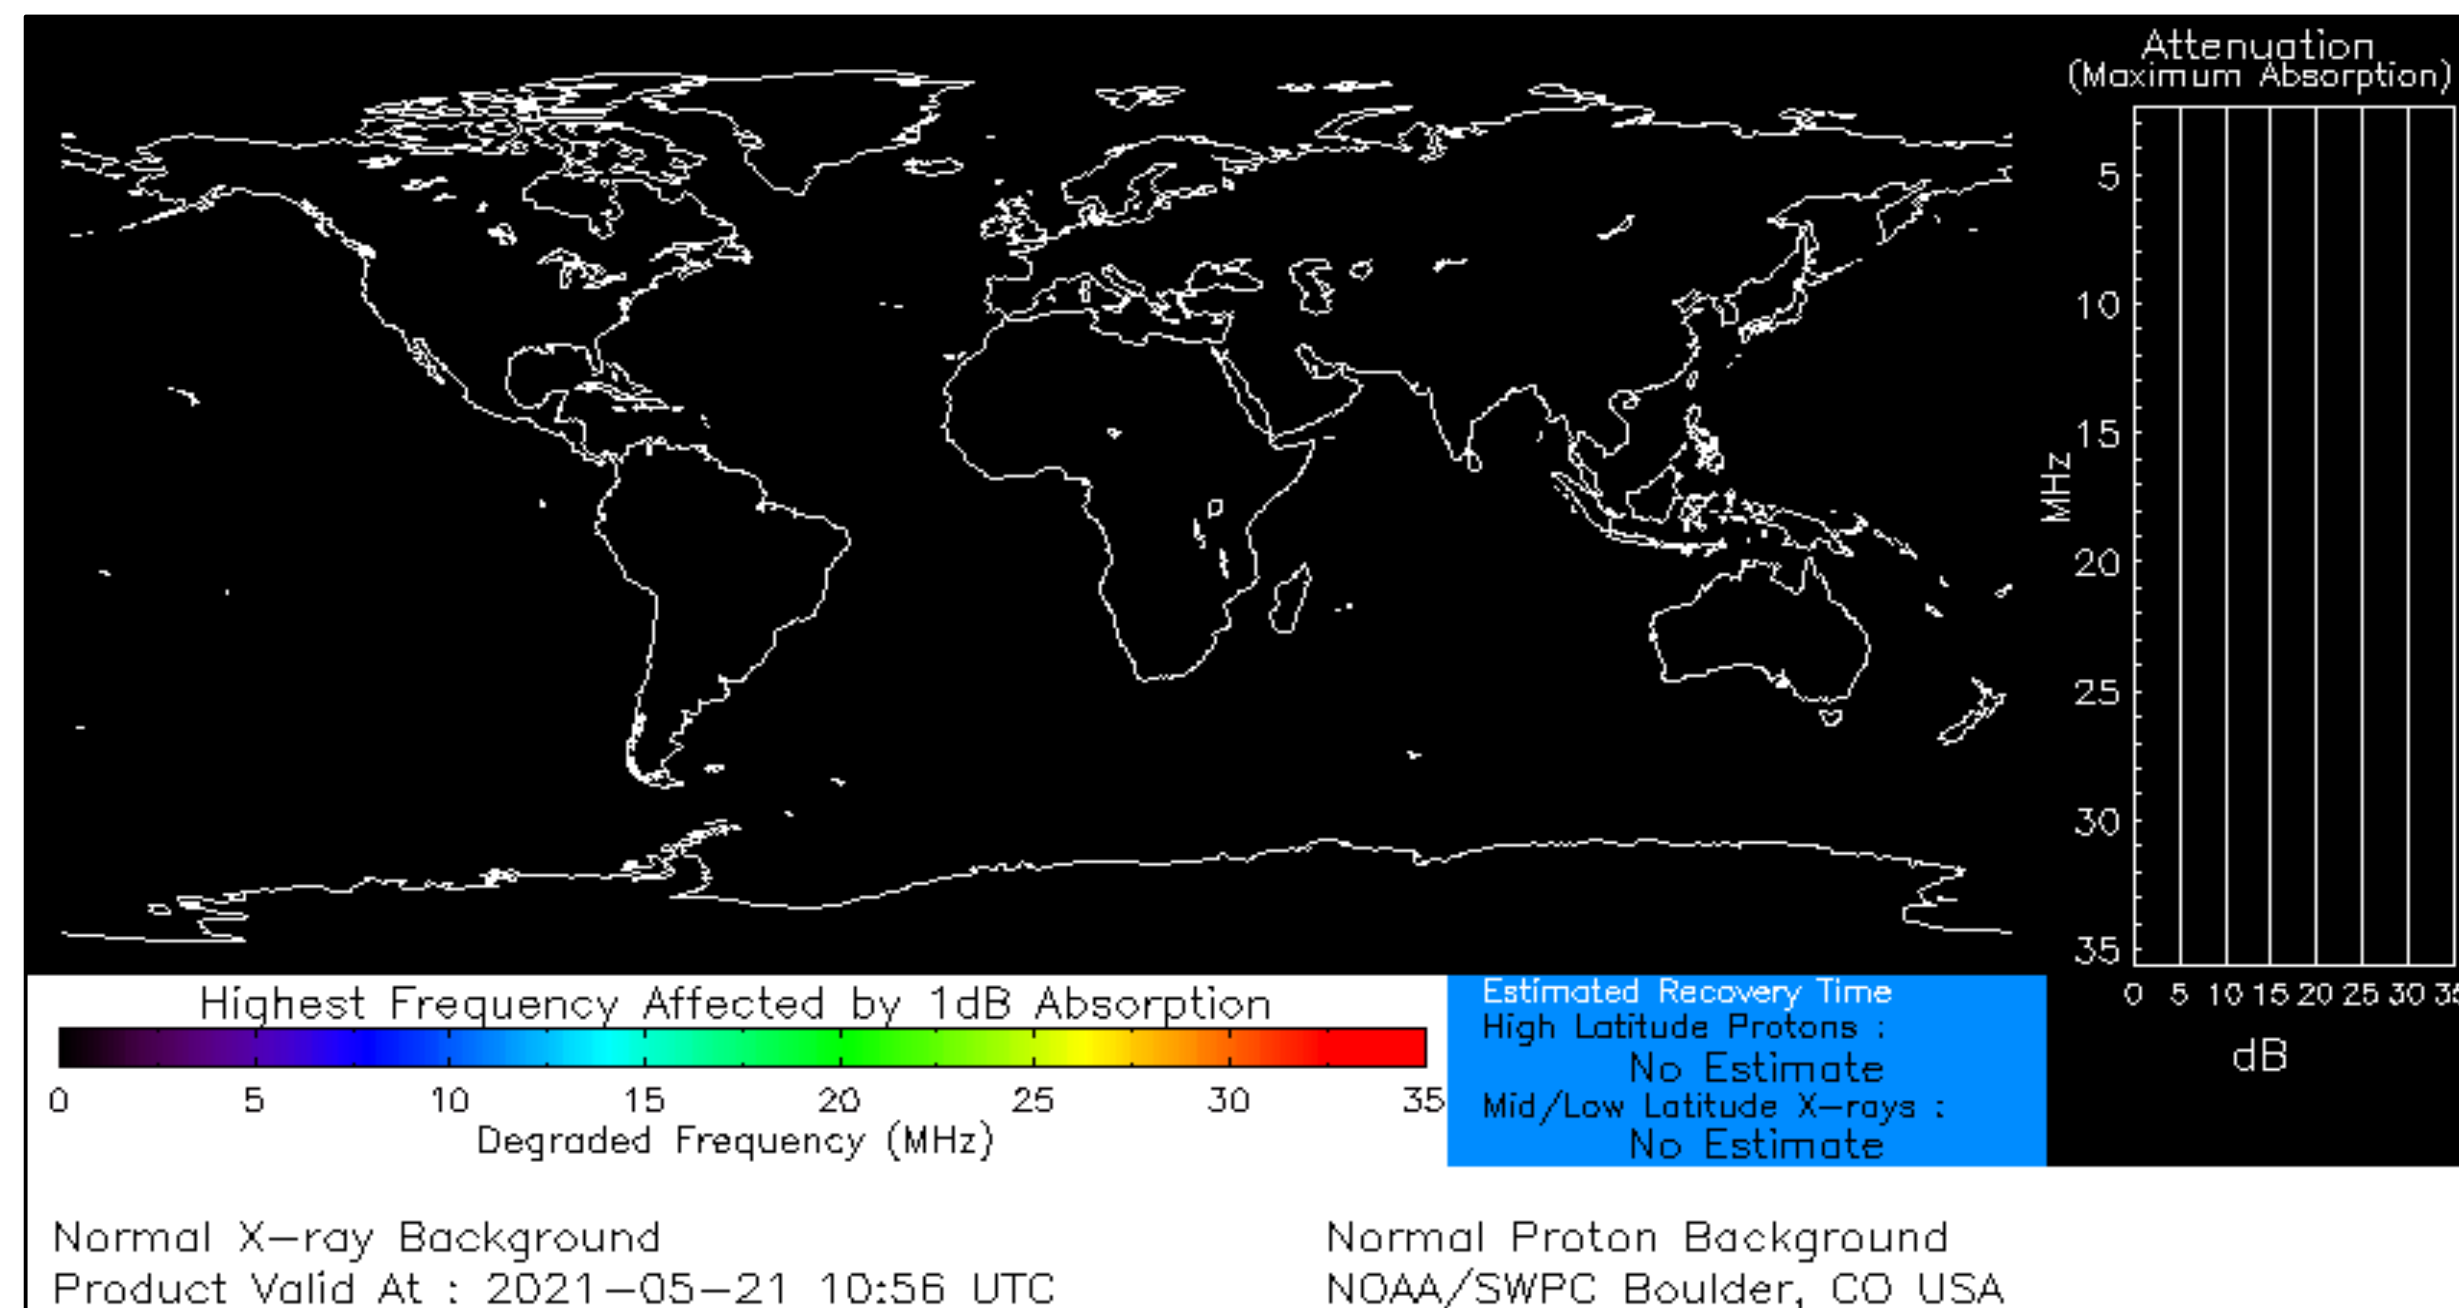 Attenuation
(Maximum Absorption)
5
10
15
20
25
30
35
MHz
0 5 10 15 20 25 30
dB
Highest Frequency Affected by 1dB Absorption
0 5 10 15 20 25 30 35
Degraded Frequency (MHz)
Estimated Recovery Time
High Latitude Protons :
No Estimate
Mid/Low Latitude X-rays :
No Estimate
Normal X-ray Background
Normal Proton Background
Product Valid At : 2021-05-21 10:56 UTC
NOAA/SWPC Boulder, CO USA